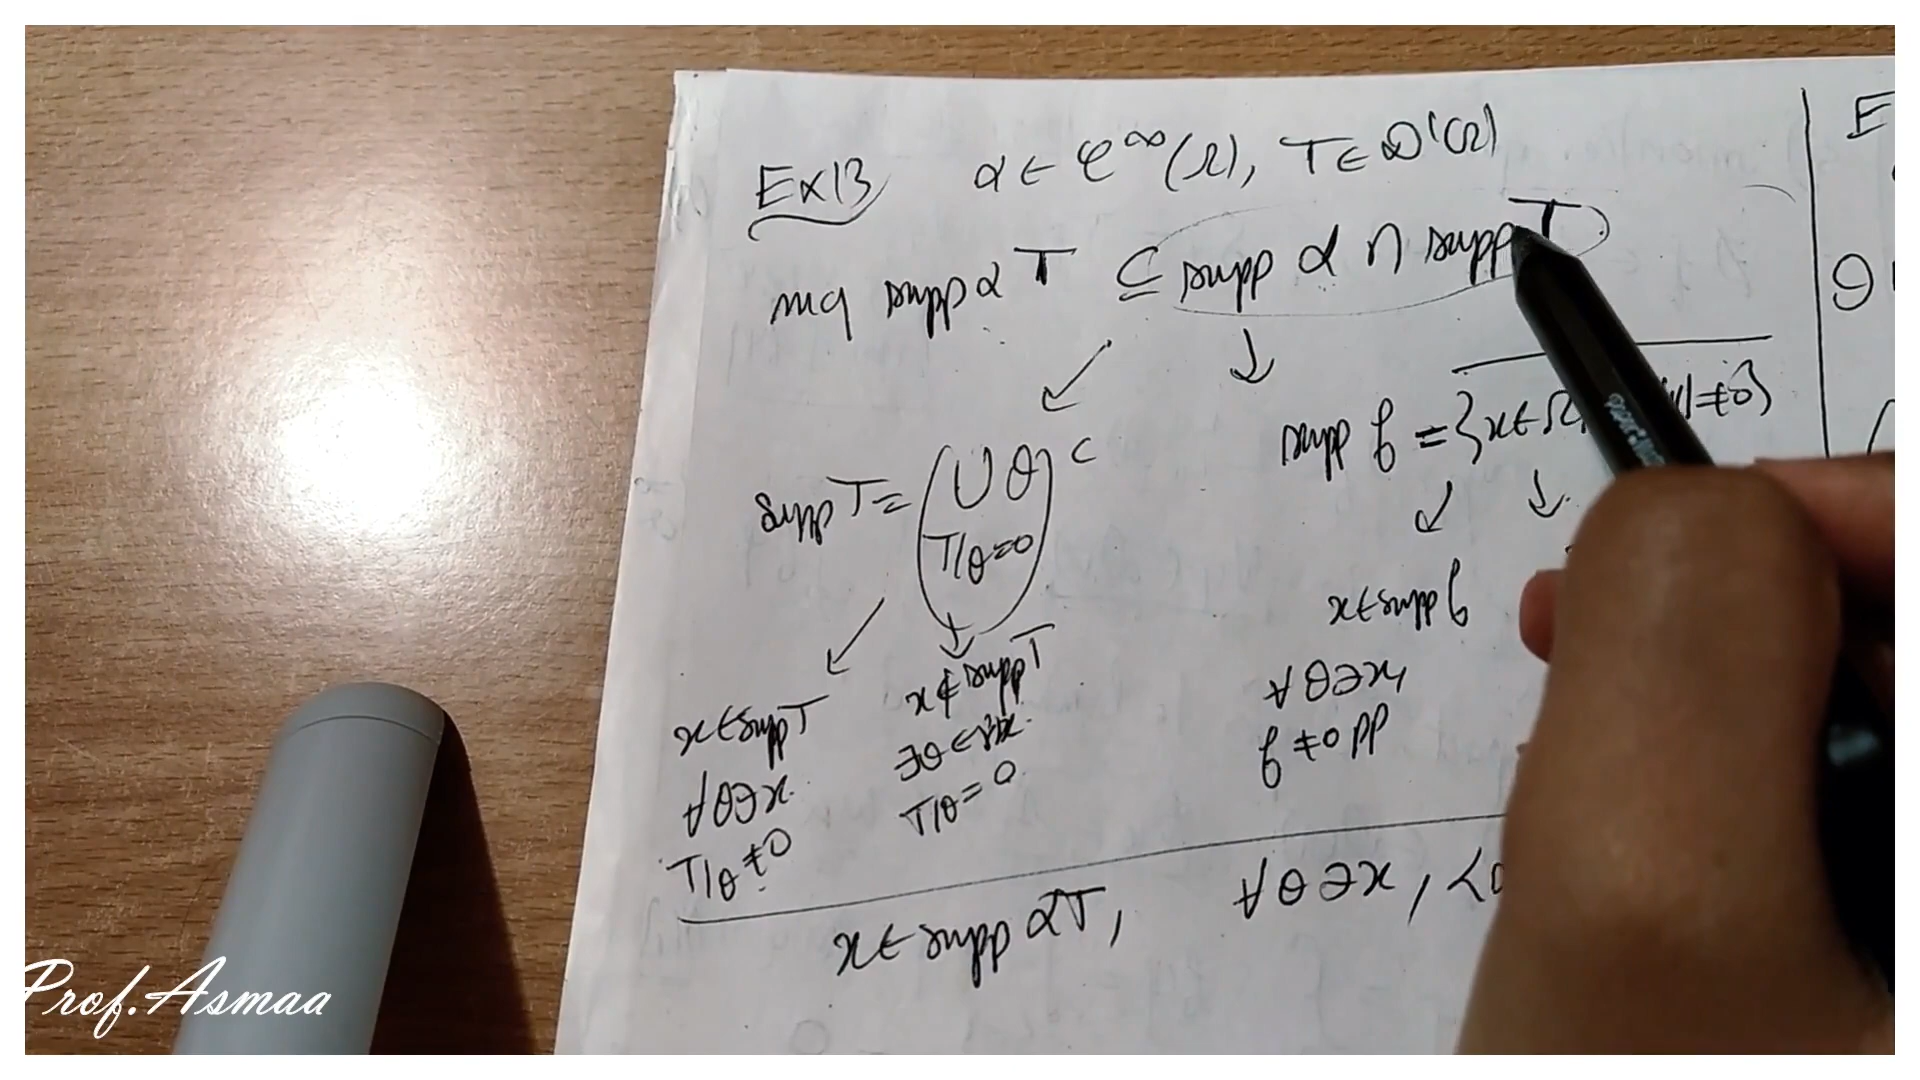 Ex13 α ∈ C^∞(Ω), T ∈ D'(Ω)
mq supp α T ⊆ supp α ∩ supp T
supp f = {x ∈ Ω, ≠ 0}
supp T = (∪ θ)^c
T/θ=0
x ∈ supp f
x ∈ supp T
x ∉ supp T
∀ θ ∋ x,
f ≠ 0 pp
∃θ
∀ θ ∋ x
T/θ = 0
T/θ ≠ 0
x ∈ supp αT, ∀ θ ∋ x, <
E
Prof.Asmaa